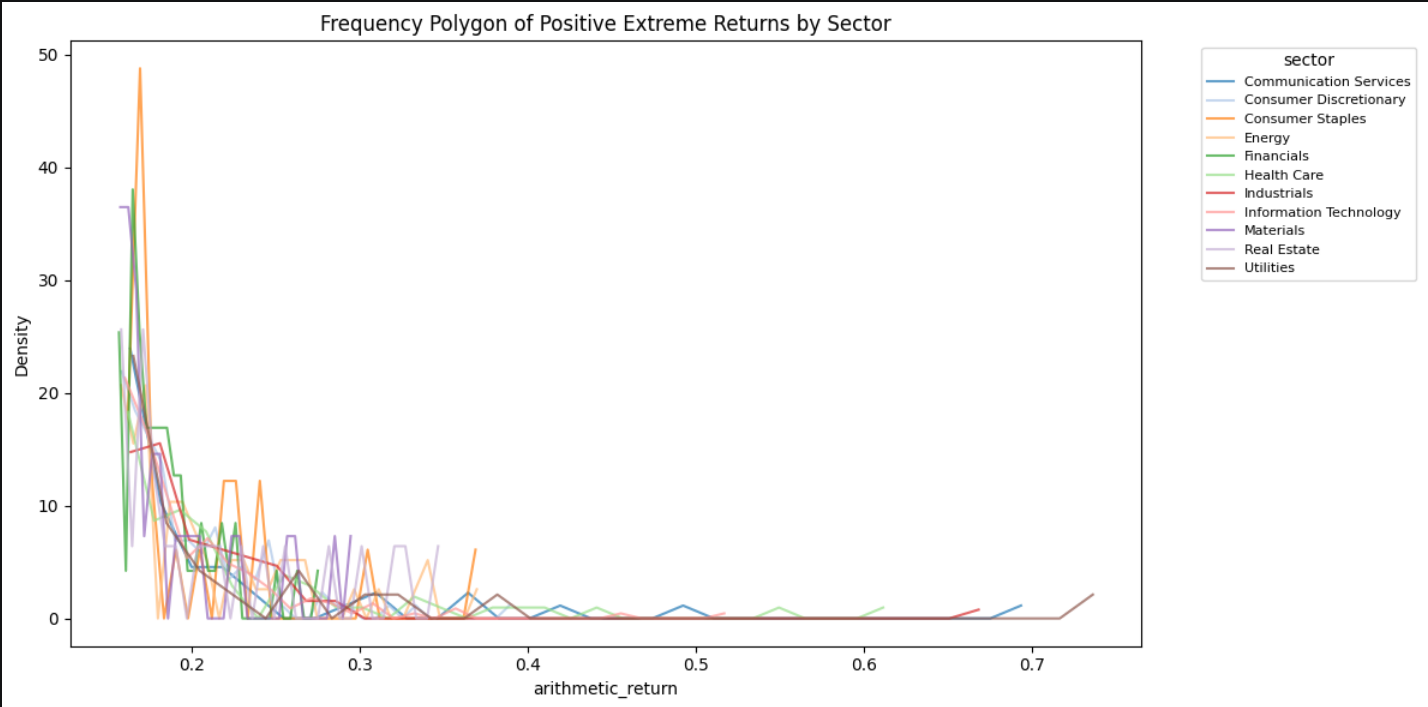 Frequency Polygon of Positive Extreme Returns by Sector
50
40
30
20
10
0
Density
0.2
0.3
0.4
0.5
0.6
0.7
arithmetic_return
sector
Communication Services
Consumer Discretionary
Consumer Staples
Energy
Financials
Health Care
Industrials
Information Technology
Materials
Real Estate
Utilities